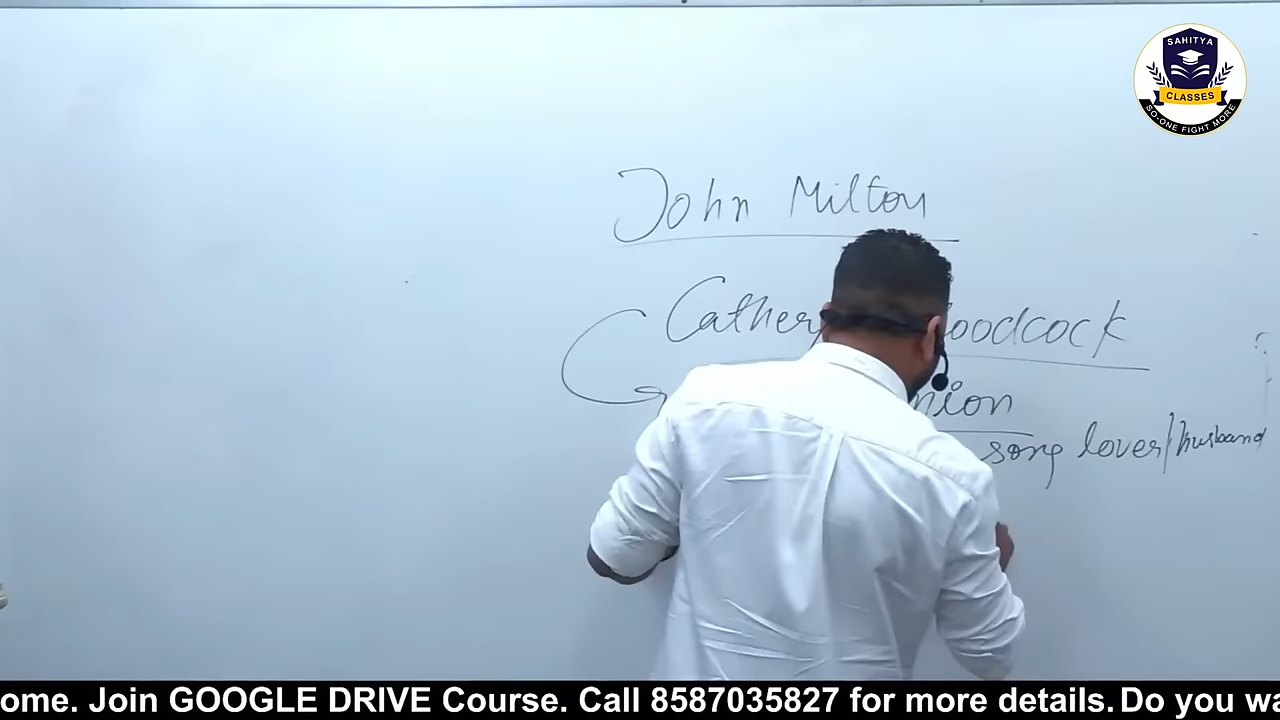 SAHITYA
CLASSES
SO-ONE FIGHT MORE
John Milton
Cather oodcock
nion
song lover/husband
ome. Join GOOGLE DRIVE Course. Call 8587035827 for more details. Do you wa